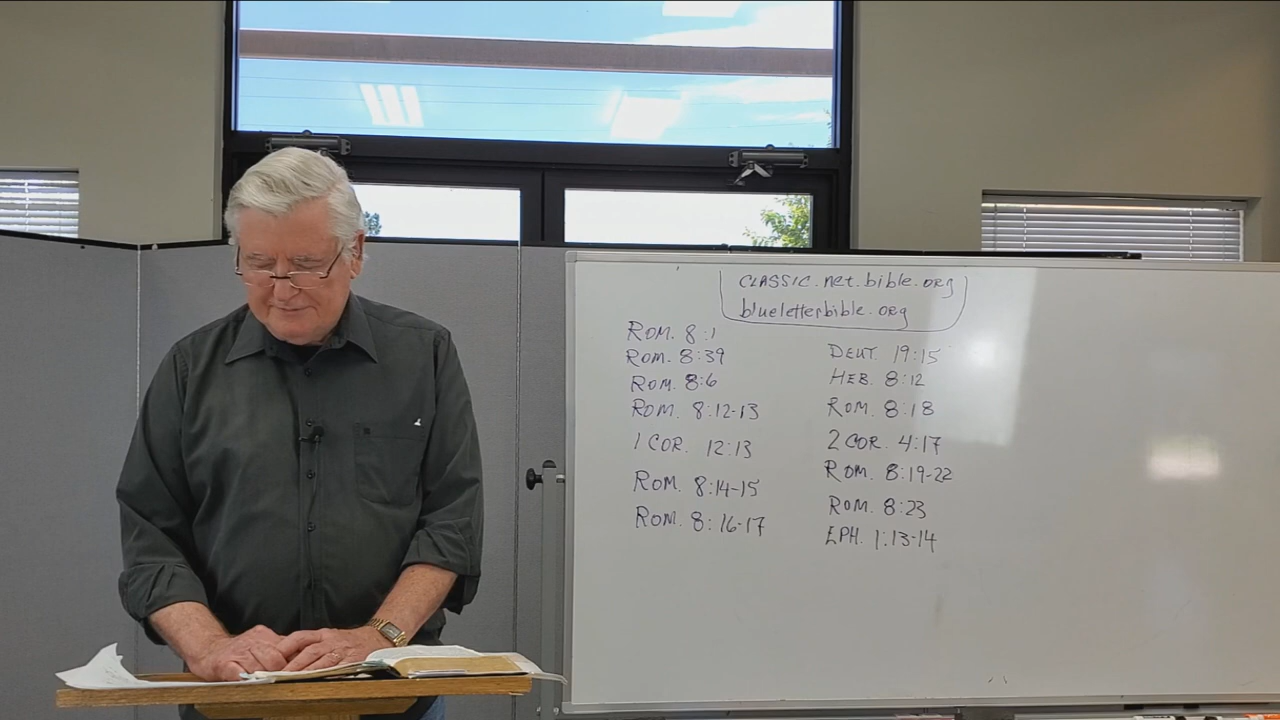 CLASSIC.net.bible.org
blueletterbible.org
ROM. 8:1
ROM. 8:39
ROM. 8:6
ROM. 8:12-13
1 COR. 12:13
ROM. 8:14-15
ROM. 8:16-17
DEUT. 19:15
HEB. 8:12
ROM. 8:18
2 COR. 4:17
ROM. 8:19-22
ROM. 8:23
EPH. 1:13-14